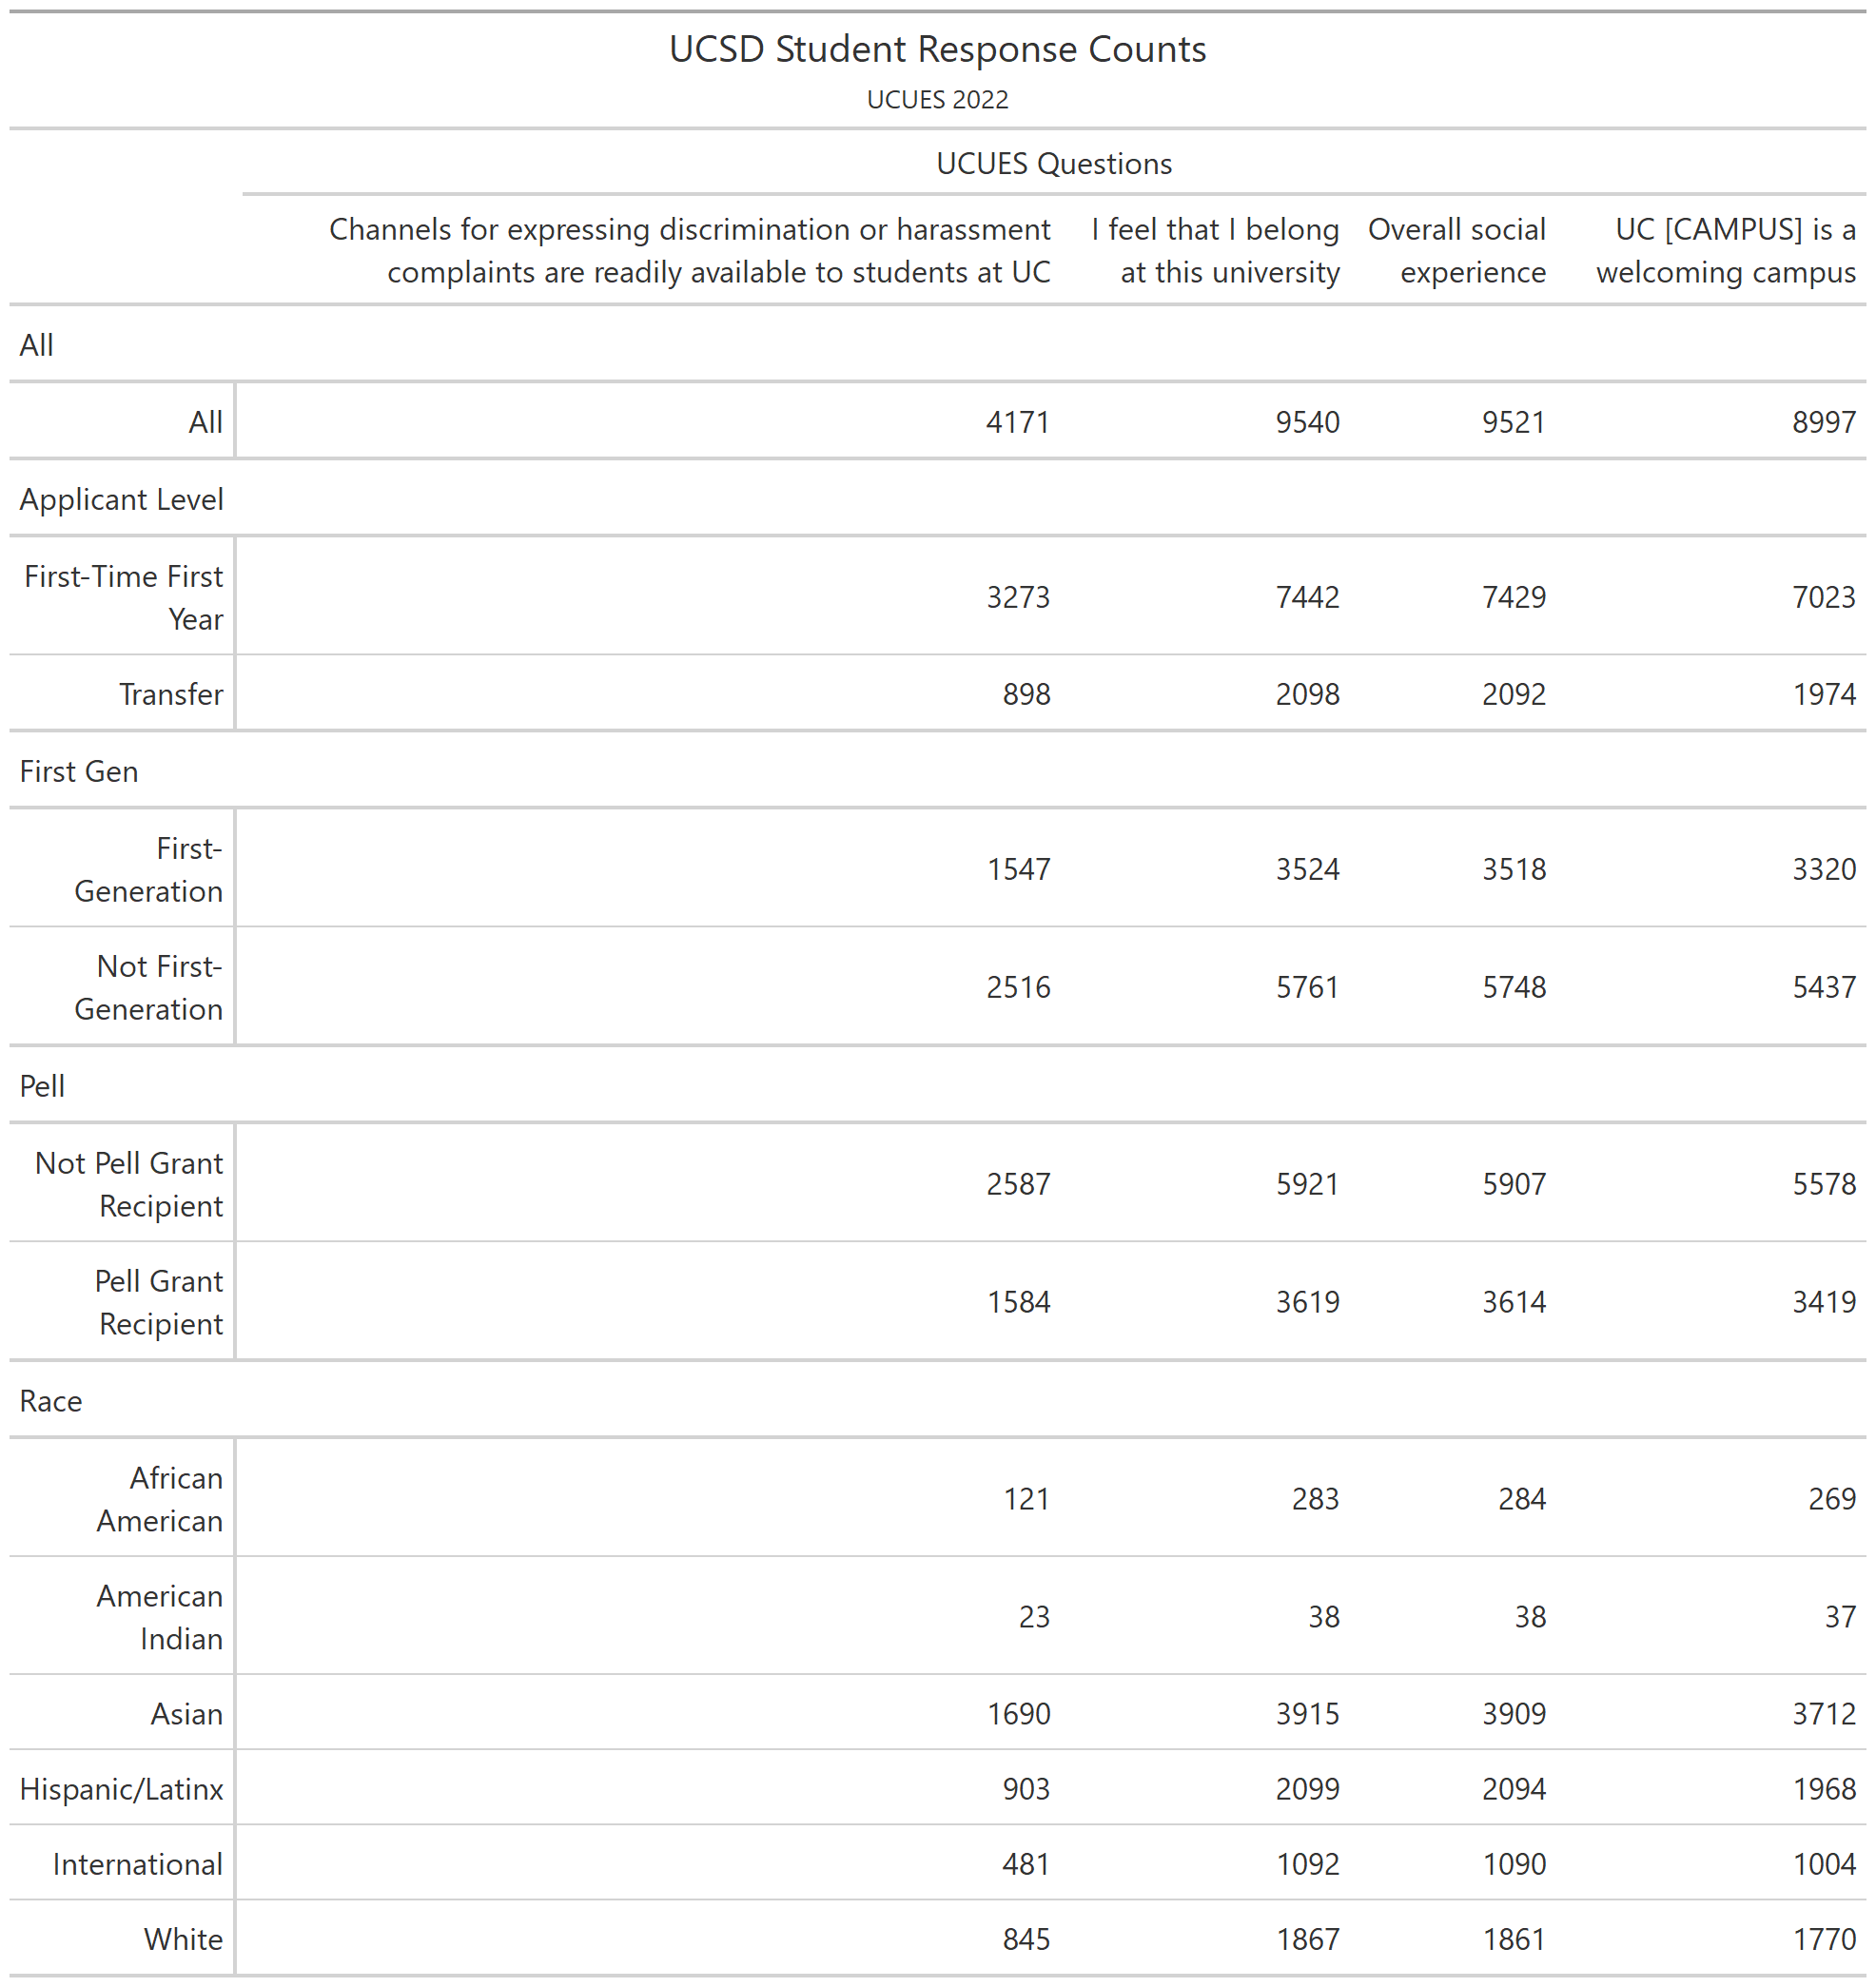 UCSD Student Response Counts
UCUES 2022
UCUES Questions
Channels for expressing discrimination or harassment complaints are readily available to students at UC
I feel that I belong at this university
Overall social experience
UC [CAMPUS] is a welcoming campus
All
All 4171 9540 9521 8997
Applicant Level
First-Time First Year 3273 7442 7429 7023
Transfer 898 2098 2092 1974
First Gen
First-Generation 1547 3524 3518 3320
Not First-Generation 2516 5761 5748 5437
Pell
Not Pell Grant Recipient 2587 5921 5907 5578
Pell Grant Recipient 1584 3619 3614 3419
Race
African American 121 283 284 269
American Indian 23 38 38 37
Asian 1690 3915 3909 3712
Hispanic/Latinx 903 2099 2094 1968
International 481 1092 1090 1004
White 845 1867 1861 1770